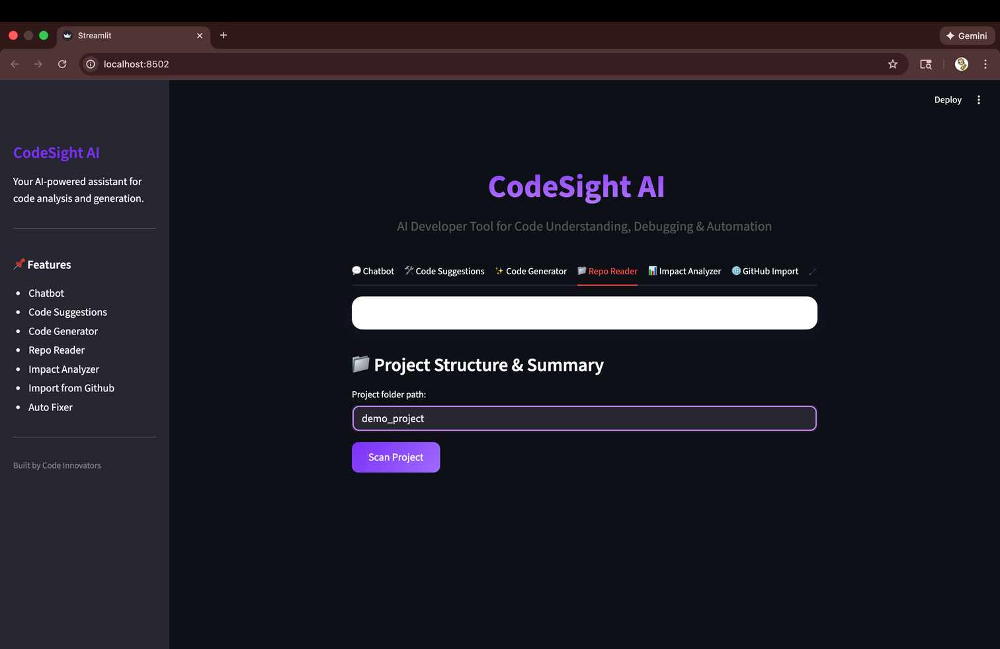 Streamlit
Gemini
localhost:8502
Deploy
CodeSight AI
Your AI-powered assistant for
code analysis and generation.
📌 Features
• Chatbot
• Code Suggestions
• Code Generator
• Repo Reader
• Impact Analyzer
• Import from Github
• Auto Fixer
Built by Code Innovators
CodeSight AI
AI Developer Tool for Code Understanding, Debugging & Automation
💬 Chatbot 🛠 Code Suggestions ✨ Code Generator 📁 Repo Reader 📊 Impact Analyzer 🌐 GitHub Import
📁 Project Structure & Summary
Project folder path:
demo_project
Scan Project